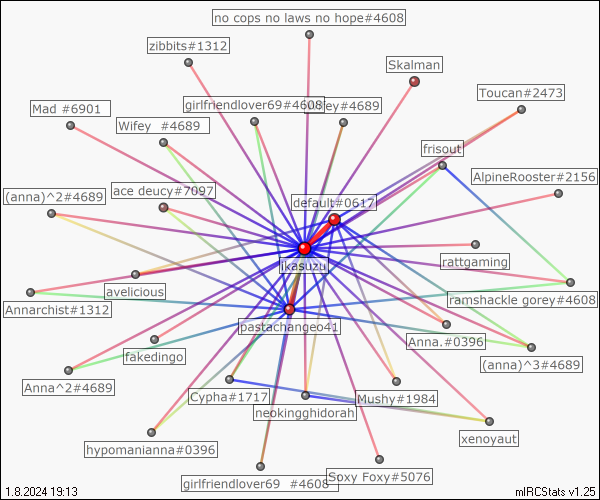 no cops no laws no hope#4608
zibbits#1312
Skalman
Toucan#2473
girlfriendlover69#4608
Wifey#4689
Mad #6901
Wifey  #4689
frisout
AlpineRooster#2156
ace deucy#7097
(anna)^2#4689
default#0617
rattgaming
jkasuzu
avelicious
ramshackle gorey#4608
Annarchist#1312
pastachangeo41
Anna.#0396
fakedingo
(anna)^3#4689
Anna^2#4689
Cypha#1717
Mushy#1984
neokingghidorah
xenoyaut
hypomanianna#0396
Soxy Foxy#5076
girlfriendlover69  #4608
1.8.2024 19:13
mIRCStats v1.25